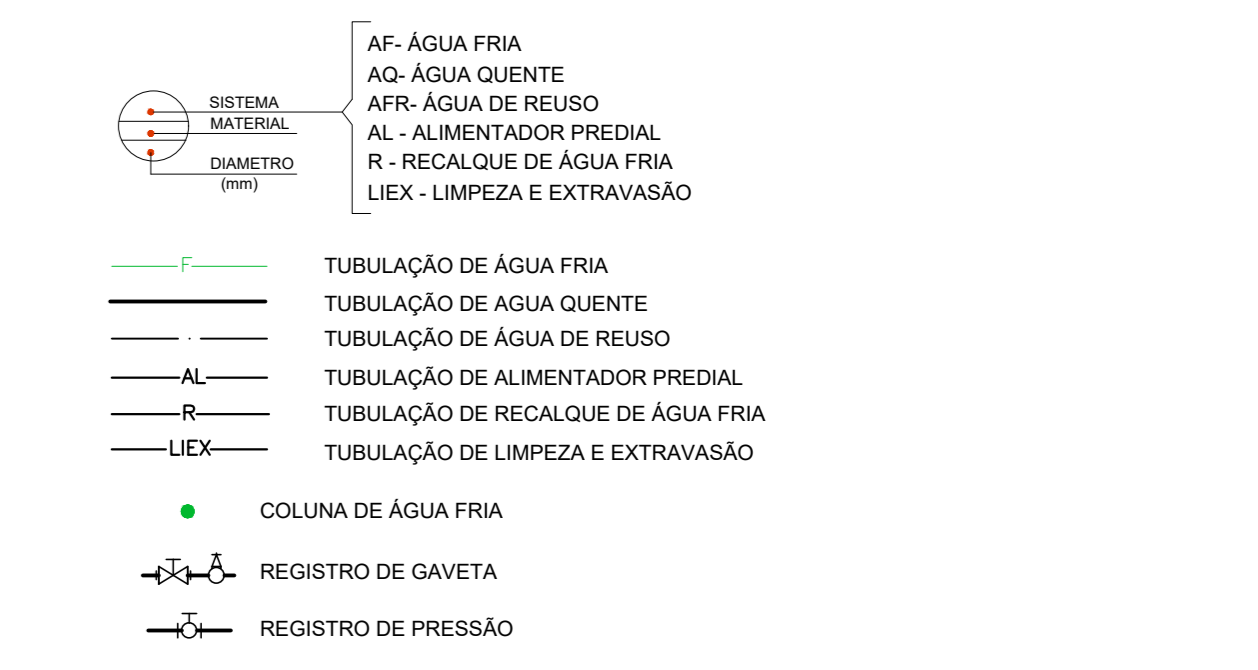 AF- ÁGUA FRIA
AQ- ÁGUA QUENTE
SISTEMA
AFR- ÁGUA DE REUSO
MATERIAL
AL - ALIMENTADOR PREDIAL
DIAMETRO
(mm)
R - RECALQUE DE ÁGUA FRIA
LIEX - LIMPEZA E EXTRAVASÃO
F TUBULAÇÃO DE ÁGUA FRIA
TUBULAÇÃO DE AGUA QUENTE
TUBULAÇÃO DE ÁGUA DE REUSO
AL TUBULAÇÃO DE ALIMENTADOR PREDIAL
R TUBULAÇÃO DE RECALQUE DE ÁGUA FRIA
LIEX TUBULAÇÃO DE LIMPEZA E EXTRAVASÃO
COLUNA DE ÁGUA FRIA
REGISTRO DE GAVETA
REGISTRO DE PRESSÃO